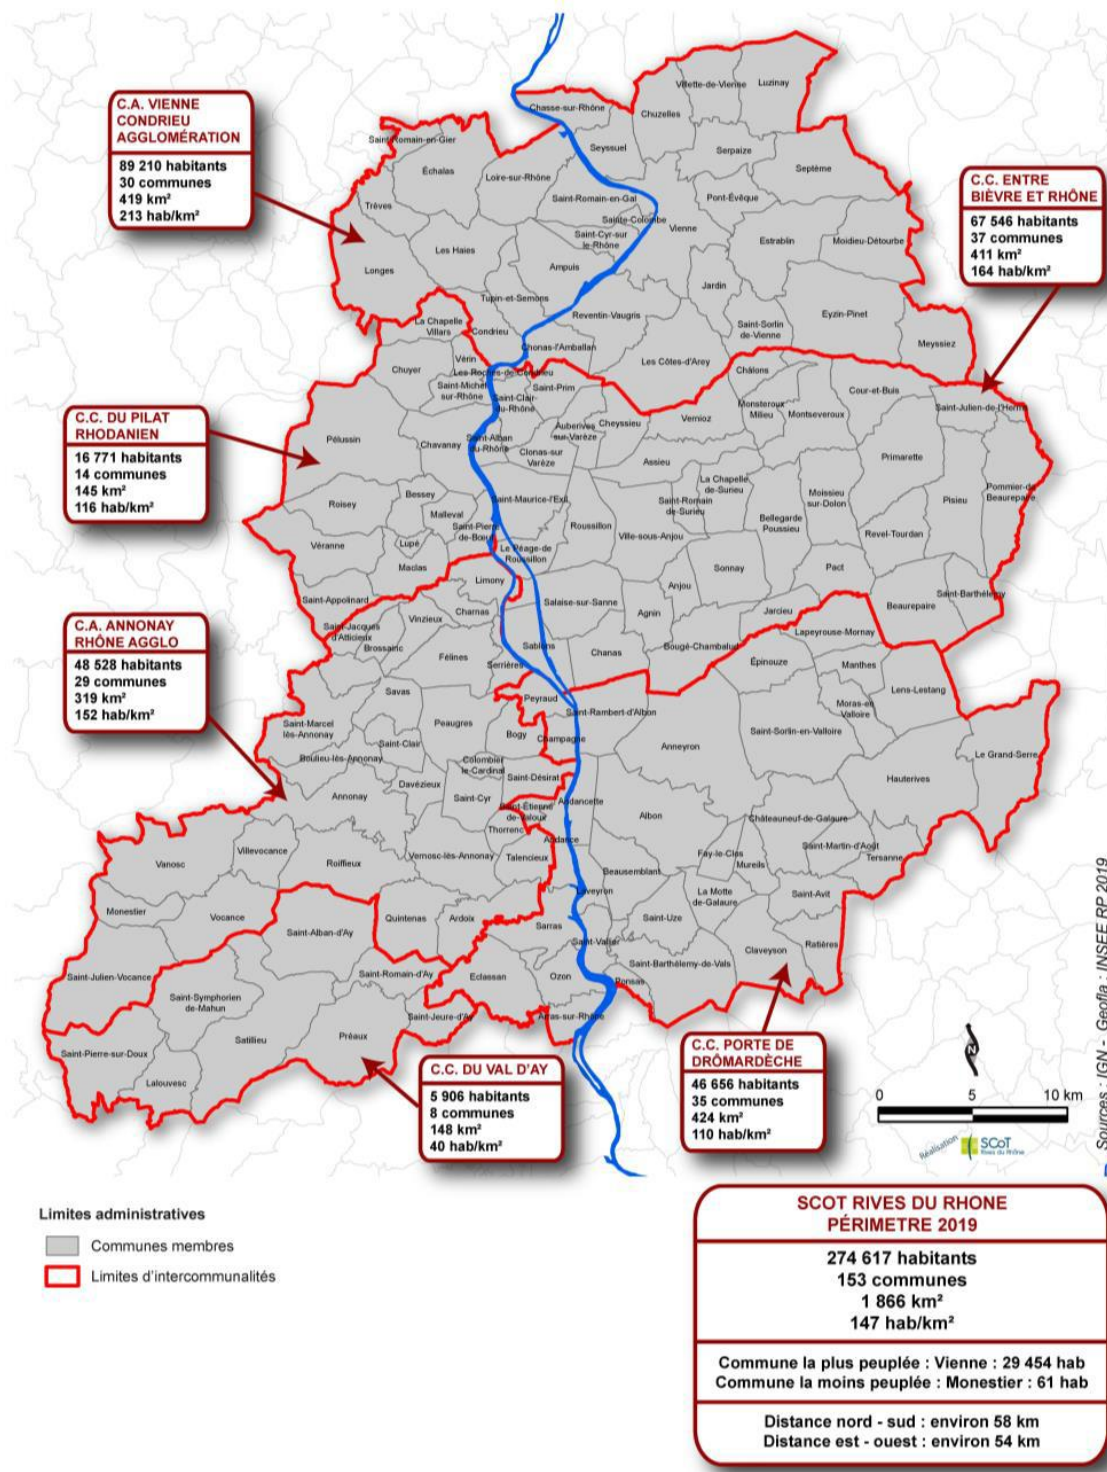 C.A. VIENNE
CONDRIEU
AGGLOMÉRATION
89 210 habitants
30 communes
419 km²
213 hab/km²
C.C. ENTRE
BIÈVRE ET RHÔNE
67 546 habitants
37 communes
411 km²
164 hab/km²
C.C. DU PILAT
RHODANIEN
16 771 habitants
14 communes
145 km²
116 hab/km²
C.A. ANNONAY
RHÔNE AGGLO
48 528 habitants
29 communes
319 km²
152 hab/km²
C.C. DU VAL D'AY
5 906 habitants
8 communes
148 km²
40 hab/km²
C.C. PORTE DE
DRÔMARDÈCHE
46 656 habitants
35 communes
424 km²
110 hab/km²
Chasse-sur-Rhône
Villette-de-Vienne
Luzinay
Chuzelles
Seyssuel
Serpaize
Septème
Saint-Romain-en-Gier
Échalas
Loire-sur-Rhône
Trèves
Saint-Romain-en-Gal
Sainte-Colombe
Pont-Évêque
Vienne
Saint-Cyr-sur
le-Rhône
Estrablin
Moidieu-Détourbe
Les Haies
Longes
Ampuis
Jardin
Tupin-et-Semons
Reventin-Vaugris
Saint-Sorlin
de-Vienne
Eyzin-Pinet
Meyssiez
La Chapelle
Villars
Condrieu
Chonas-l'Amballan
Les Côtes-d'Arey
Vérin
Chuyer
Les Roches-de-Condrieu
Saint-Michel
sur-Rhône
Saint-Prim
Saint-Clair
du-Rhône
Châlons
Cour-et-Buis
Monsteroux
Milieu
Montseveroux
Saint-Julien-de-l'Herms
Pélussin
Chavanay
Saint-Alban
du-Rhône
Auberives
sur-Varèze
Cheyssieu
Vernioz
Clonas-sur
Varèze
Assieu
Primarette
La Chapelle
de-Surieu
Bessey
Roisey
Malleval
Saint-Maurice-l'Exil
Saint-Romain
de-Surieu
Moissieu
sur-Dolon
Pisieu
Pommier-de
Beaurepaire
Saint-Pierre
de-Bœuf
Roussillon
Bellegarde
Poussieu
Ville-sous-Anjou
Revel-Tourdan
Véranne
Lupé
Le Péage-de
Roussillon
Maclas
Sonnay
Pact
Limony
Anjou
Saint-Appolinard
Charnas
Salaise-sur-Sanne
Agnin
Jarcieu
Beaurepaire
Saint-Barthélemy
Vinzieux
Saint-Jacques
d'Atticieux
Brossainc
Félines
Serrières
Sablons
Chanas
Bougé-Chambalud
Lapeyrouse-Mornay
Épinouze
Manthes
Lens-Lestang
Savas
Peyraud
Saint-Rambert-d'Albon
Moras-en
Valloire
Saint-Marcel
lès-Annonay
Peaugres
Bogy
Champagne
Saint-Sorlin-en-Valloire
Anneyron
Le Grand-Serre
Saint-Clair
Boulieu-lès-Annonay
Colombier
le-Cardinal
Saint-Désirat
Hauterives
Davézieux
Annonay
Saint-Cyr
Saint-Étienne
de-Valoux
Andancette
Albon
Châteauneuf-de-Galaure
Thorrenc
Andance
Saint-Martin-d'Août
Tersanne
Vanosc
Villevocance
Roiffieux
Vernosc-lès-Annonay
Talencieux
Fay-le-Clos
Mureils
Beausemblant
Laveyron
La Motte
de-Galaure
Saint-Avit
Monestier
Vocance
Quintenas
Ardoix
Saint-Alban-d'Ay
Sarras
Saint-Uze
Saint-Vallier
Claveyson
Ratières
Saint-Julien-Vocance
Saint-Romain-d'Ay
Eclassan
Ozon
Saint-Barthélemy-de-Vals
Ponsas
Saint-Symphorien
de-Mahun
Saint-Jeure-d'Ay
Arras-sur-Rhône
Satillieu
Préaux
Saint-Pierre-sur-Doux
Lalouvesc
N
0 5 10 km
Réalisation
SCoT
Rives du Rhône
Sources : IGN - Geofla ; INSEE RP 2019
Limites administratives
Communes membres
Limites d'intercommunalités
SCOT RIVES DU RHONE
PÉRIMETRE 2019
274 617 habitants
153 communes
1 866 km²
147 hab/km²
Commune la plus peuplée : Vienne : 29 454 hab
Commune la moins peuplée : Monestier : 61 hab
Distance nord - sud : environ 58 km
Distance est - ouest : environ 54 km